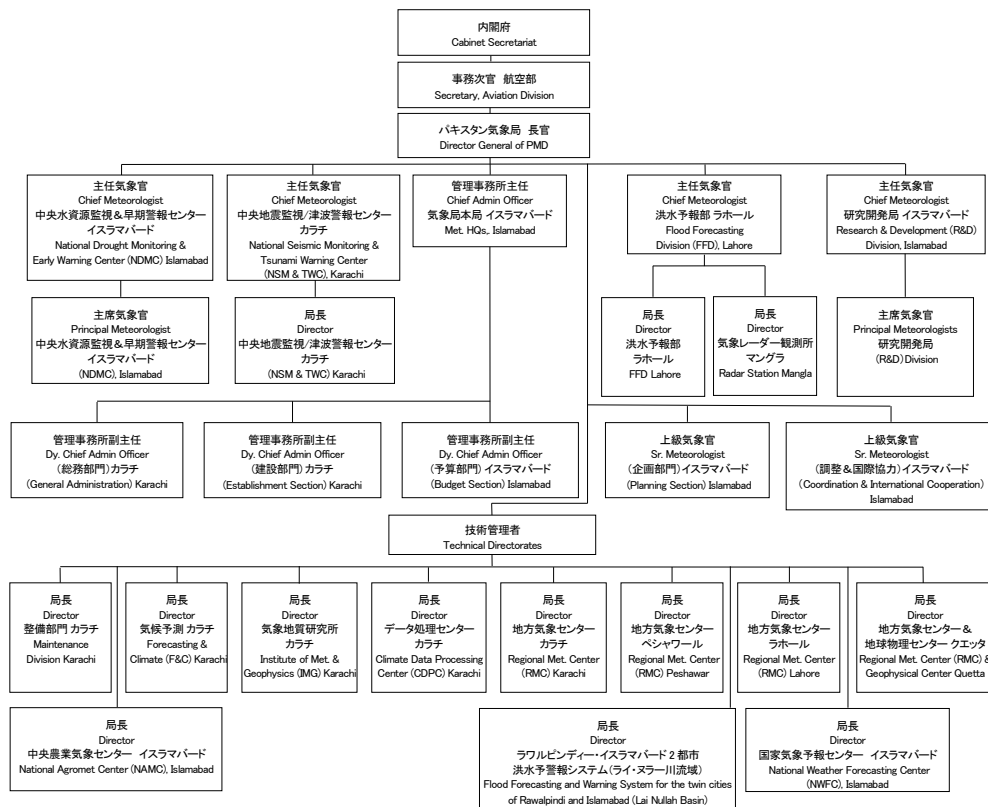 内閣府
Cabinet Secretariat
事務次官 航空部
Secretary, Aviation Division
パキスタン気象局 長官
Director General of PMD
主任気象官
Chief Meteorologist
中央水資源監視&早期警報センター
イスラマバード
National Drought Monitoring &
Early Warning Center (NDMC) Islamabad
主任気象官
Chief Meteorologist
中央地震監視/津波警報センター
カラチ
National Seismic Monitoring &
Tsunami Warning Center
(NSM & TWC), Karachi
管理事務所主任
Chief Admin Officer
気象局本局 イスラマバード
Met. HQs,. Islamabad
主任気象官
Chief Meteorologist
洪水予報部 ラホール
Flood Forecasting
Division (FFD), Lahore
主任気象官
Chief Meteorologist
研究開発局 イスラマバード
Research & Development (R&D)
Division, Islamabad
主席気象官
Principal Meteorologist
中央水資源監視&早期警報センター
イスラマバード
(NDMC), Islamabad
局長
Director
中央地震監視/津波警報センター
カラチ
(NSM & TWC) Karachi
局長
Director
洪水予報部
ラホール
FFD Lahore
局長
Director
気象レーダー観測所
マングラ
Radar Station Mangla
主席気象官
Principal Meteorologists
研究開発局
(R&D) Division
管理事務所副主任
Dy. Chief Admin Officer
(総務部門) カラチ
(General Administration) Karachi
管理事務所副主任
Dy. Chief Admin Officer
(建設部門) カラチ
(Establishment Section) Karachi
管理事務所副主任
Dy. Chief Admin Officer
(予算部門) イスラマバード
(Budget Section) Islamabad
上級気象官
Sr. Meteorologist
(企画部門) イスラマバード
(Planning Section) Islamabad
上級気象官
Sr. Meteorologist
(調整&国際協力) イスラマバード
(Coordination & International Cooperation)
Islamabad
技術管理者
Technical Directorates
局長
Director
整備部門 カラチ
Maintenance
Division Karachi
局長
Director
気候予測 カラチ
Forecasting &
Climate (F&C) Karachi
局長
Director
気象地質研究所
カラチ
Institute of Met. &
Geophysics (IMG) Karachi
局長
Director
データ処理センター
カラチ
Climate Data Processing
Center (CDPC) Karachi
局長
Director
地方気象センター
カラチ
Regional Met. Center
(RMC) Karachi
局長
Director
地方気象センター
ペシャワール
Regional Met. Center
(RMC) Peshawar
局長
Director
地方気象センター
ラホール
Regional Met. Center
(RMC) Lahore
局長
Director
地方気象センター &
地球物理センター クエッタ
Regional Met. Center (RMC) &
Geophysical Center Quetta
局長
Director
中央農業気象センター イスラマバード
National Agromet Center (NAMC), Islamabad
局長
Director
ラワルピンディー・イスラマバード2都市
洪水予警報システム(ライ・ヌラー川流域)
Flood Forecasting and Warning System for the twin cities
of Rawalpindi and Islamabad (Lai Nullah Basin)
局長
Director
国家気象予報センター イスラマバード
National Weather Forecasting Center
(NWFC), Islamabad